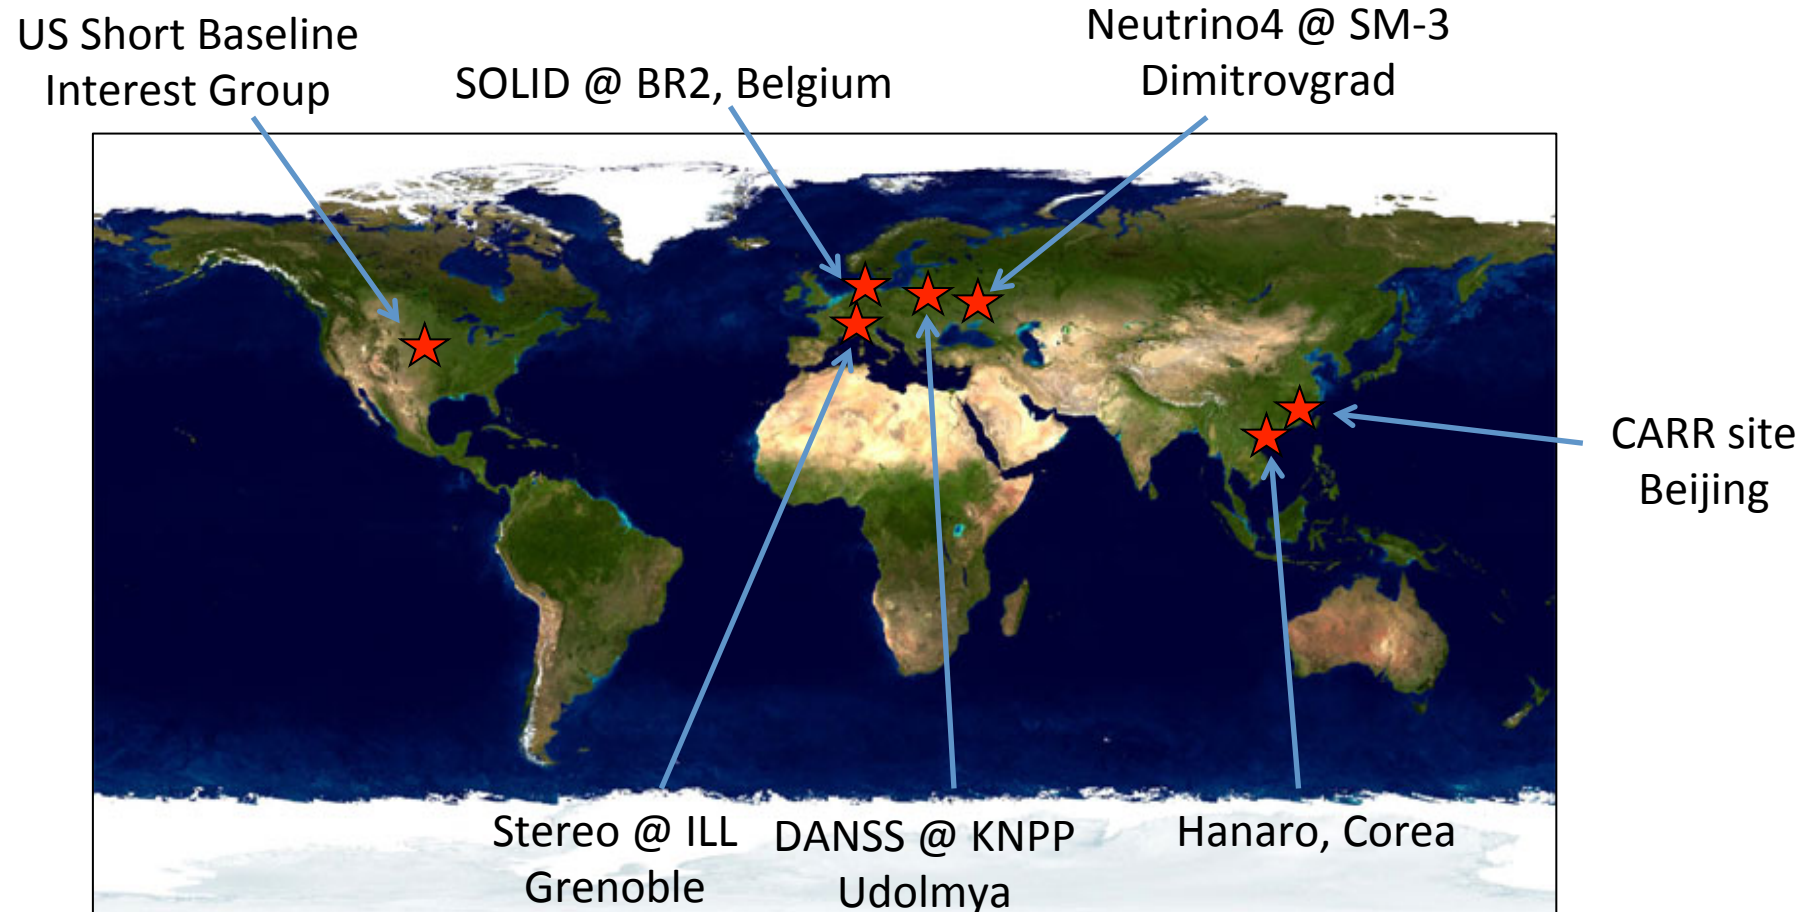 US Short Baseline
Interest Group
SOLID @ BR2, Belgium
Neutrino4 @ SM-3
Dimitrovgrad
CARR site
Beijing
Stereo @ ILL
Grenoble
DANSS @ KNPP
Udolmya
Hanaro, Corea